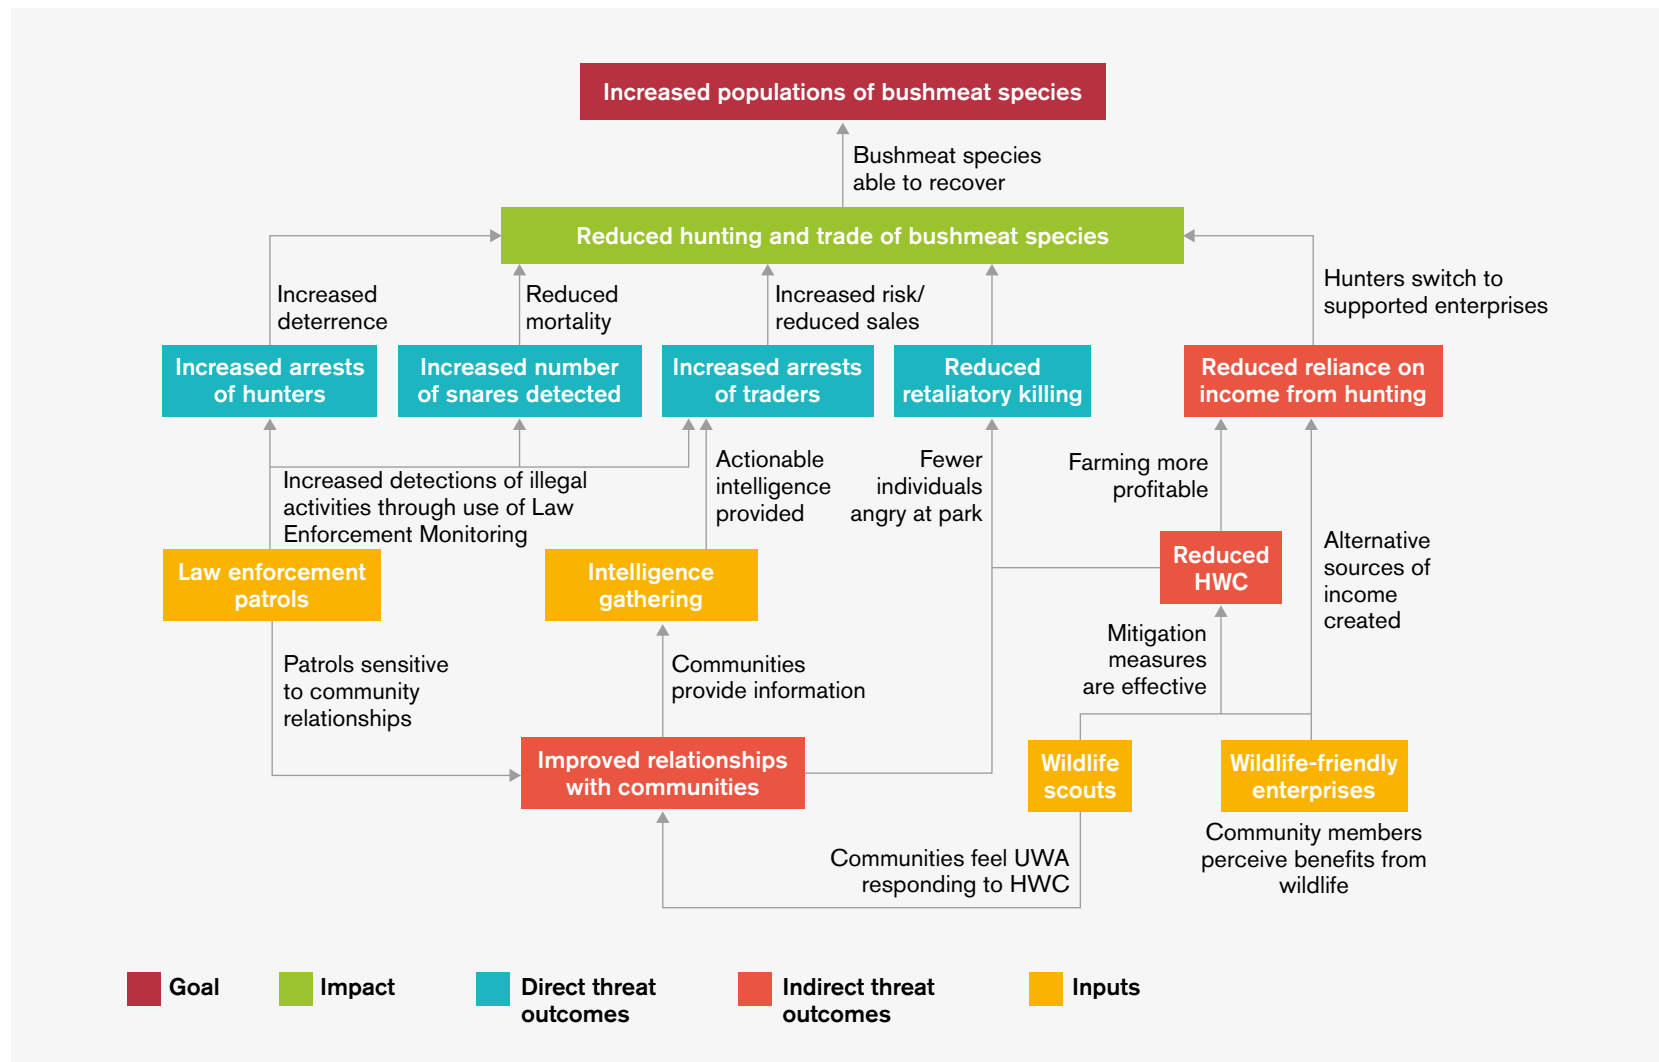 Increased populations of bushmeat species
Bushmeat species
able to recover
Reduced hunting and trade of bushmeat species
Increased
deterrence
Reduced
mortality
Increased risk/
reduced sales
Hunters switch to
supported enterprises
Increased arrests
of hunters
Increased number
of snares detected
Increased arrests
of traders
Reduced
retaliatory killing
Reduced reliance on
income from hunting
Increased detections of illegal
activities through use of Law
Enforcement Monitoring
Actionable
intelligence
provided
Fewer
individuals
angry at park
Farming more
profitable
Law enforcement
patrols
Intelligence
gathering
Reduced
HWC
Alternative
sources of
income
created
Patrols sensitive
to community
relationships
Communities
provide information
Mitigation
measures
are effective
Improved relationships
with communities
Wildlife
scouts
Wildlife-friendly
enterprises
Communities feel UWA
responding to HWC
Community members
perceive benefits from
wildlife
Goal
Impact
Direct threat
outcomes
Indirect threat
outcomes
Inputs